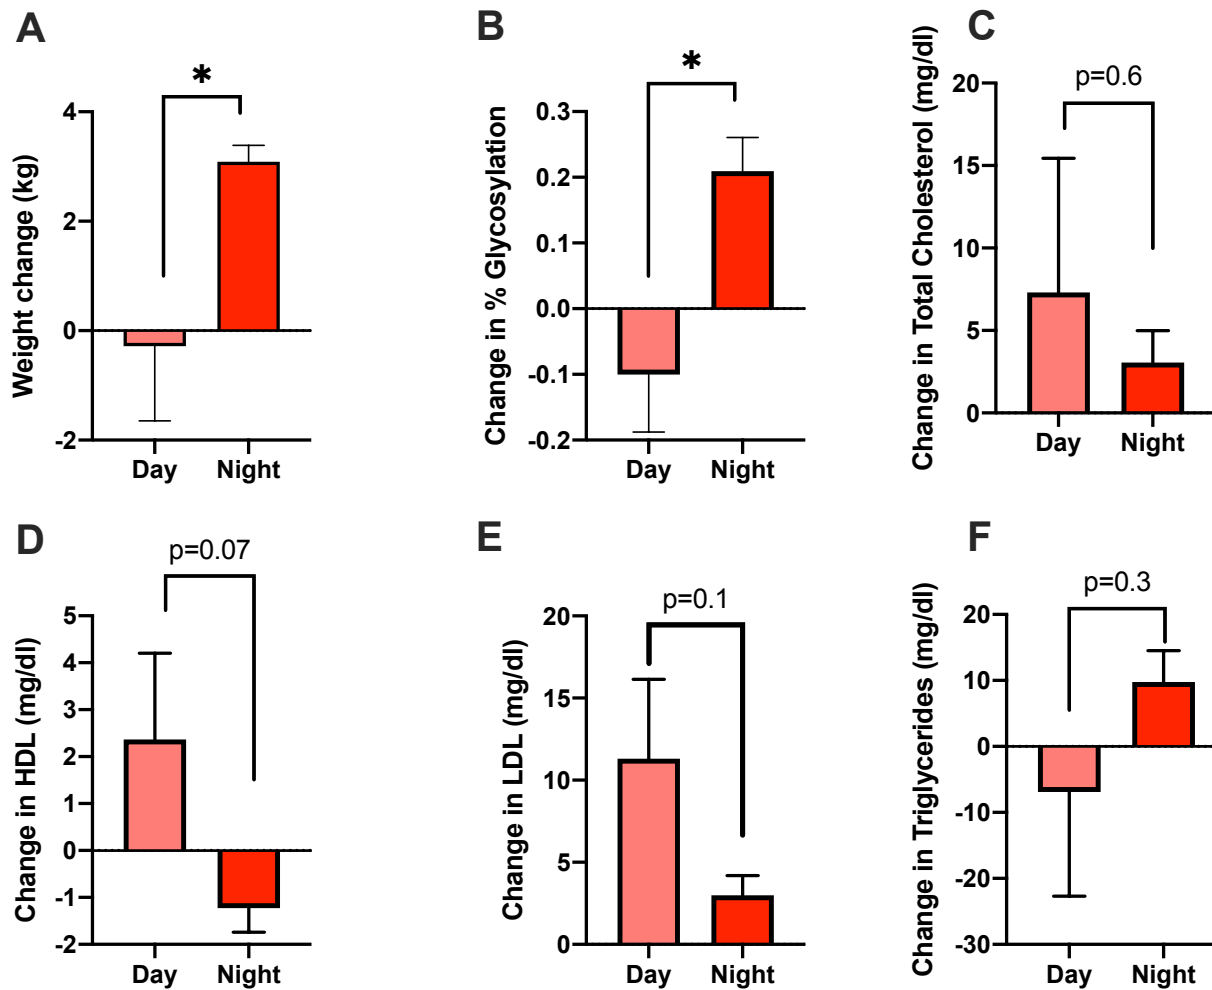 A
*
Weight change (kg)
4
2
0
-2
Day Night
B
*
Change in % Glycosylation
0.3
0.2
0.1
0.0
-0.1
-0.2
Day Night
C
p=0.6
Change in Total Cholesterol (mg/dl)
20
15
10
5
0
Day Night
D
p=0.07
Change in HDL (mg/dl)
5
4
3
2
1
0
-1
-2
Day Night
E
p=0.1
Change in LDL (mg/dl)
20
15
10
5
0
Day Night
F
p=0.3
Change in Triglycerides (mg/dl)
20
10
0
-10
-20
-30
Day Night